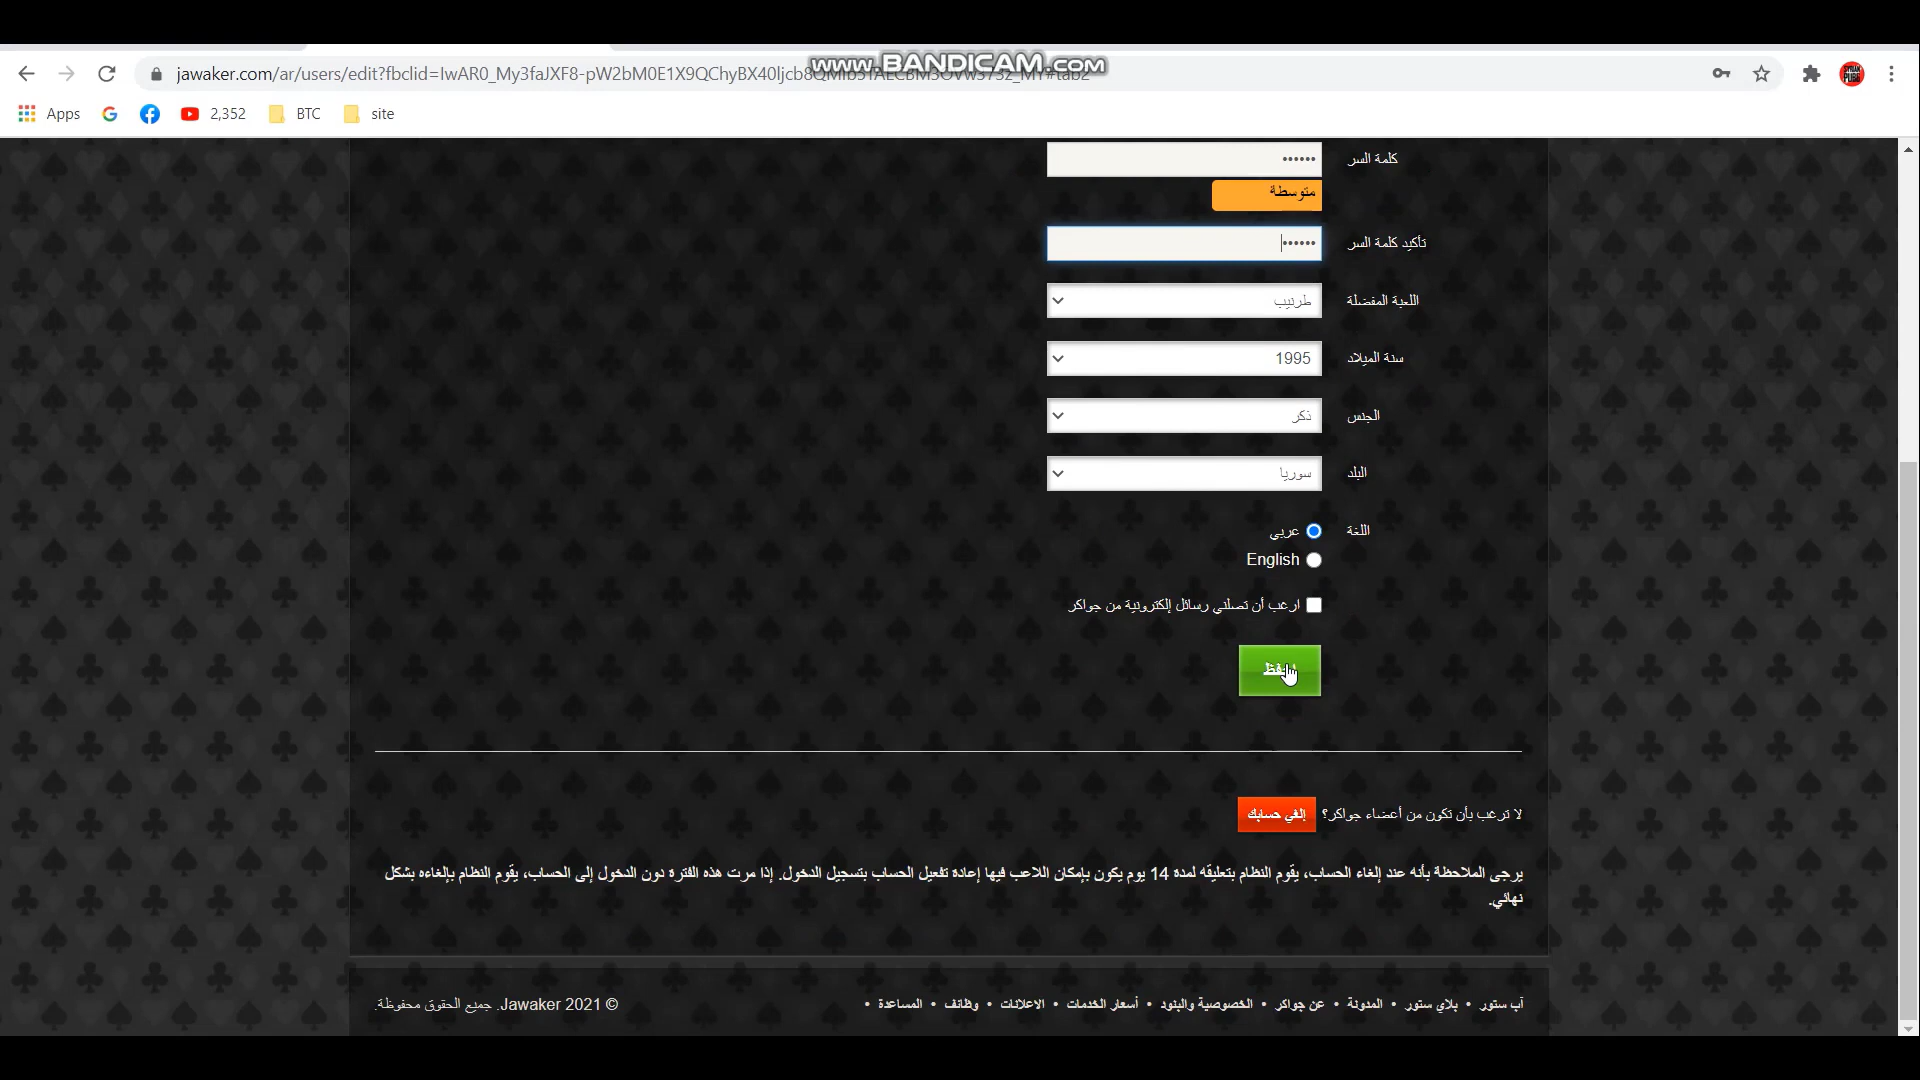 www.BANDICAM.com
jawaker.com/ar/users/edit?fbclid=IwAR0_My3faJXF8-pW2bM0E1X9QChyBX40ljcb8
Apps
2,352
BTC
site
كلمة السر
متوسطة
تأكيد كلمة السر
اللعبة المفضلة طرنيب
سنة الميلاد 1995
الجنس ذكر
البلد سوريا
اللغة عربي
English
ارغب أن تصلني رسائل إلكترونية من جواكر
لا ترغب بأن تكون من أعضاء جواكر؟ إلغي حسابك
يرجى الملاحظة بأنه عند إلغاء الحساب، يقوم النظام بتعليقه لمدة 14 يوم يكون بإمكان اللاعب فيها إعادة تفعيل الحساب بتسجيل الدخول. إذا مرت هذه الفترة دون الدخول إلى الحساب، يقوم النظام بإلغاءه بشكل
نهائي.
آب ستور • بلاي ستور • المدونة • عن جواكر • الخصوصية والبنود • أسعار الخدمات • الاعلانات • وظائف • المساعدة •
© Jawaker 2021. جميع الحقوق محفوظة.